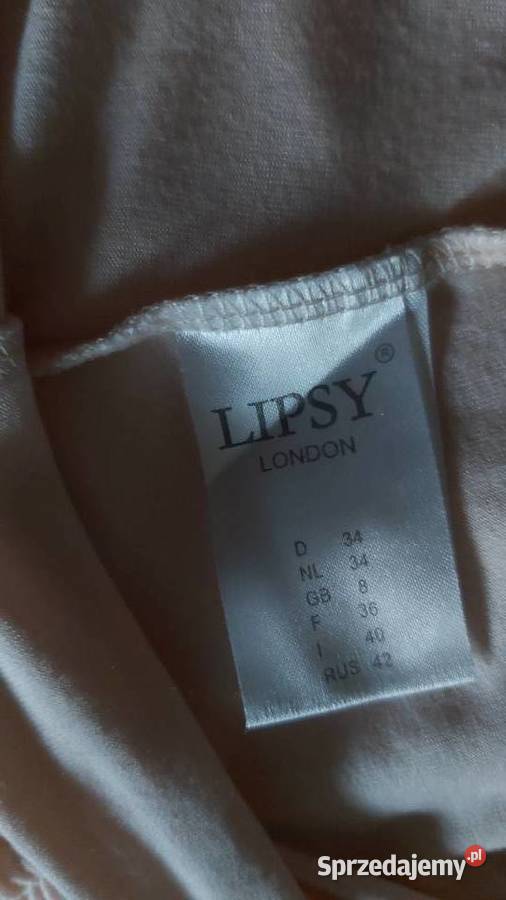 LIPSY®
LONDON
D 34
NL 34
GB 8
F 36
I 40
RUS 42
Sprzedajemy.pl